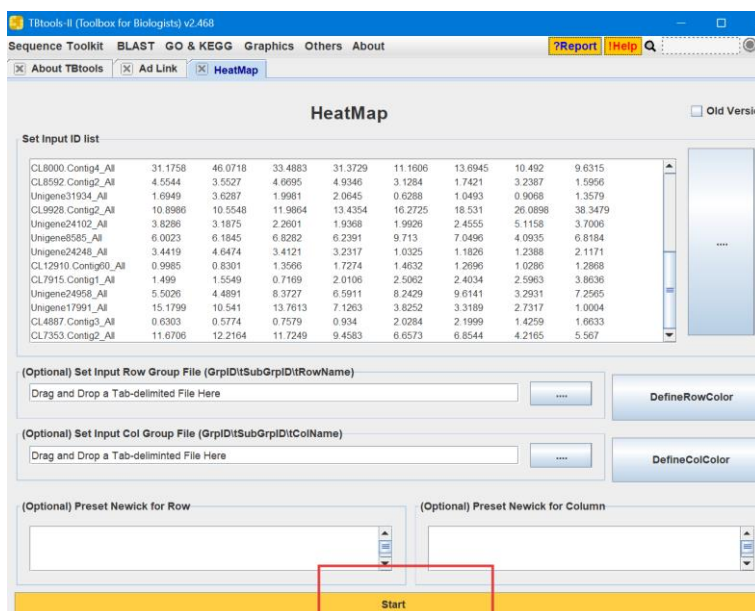 TBtools-II (Toolbox for Biologists) v2.468
Sequence Toolkit BLAST GO & KEGG Graphics Others About ?Report !Help
About TBtools Ad Link HeatMap
HeatMap
Old Versi
Set Input ID list
CL8000.Contig4_All 31.1758 46.0718 33.4883 31.3729 11.1606 13.6945 10.492 9.6315
CL8592.Contig2_All 4.5544 3.5527 4.6695 4.9346 3.1284 1.7421 3.2387 1.5956
Unigene31934_All 1.6949 3.6287 1.9981 2.0645 0.6288 1.0493 0.9068 1.3579
CL9928.Contig2_All 10.8986 10.5548 11.9864 13.4354 16.2725 18.531 26.0898 38.3479
Unigene24102_All 3.8286 3.1875 2.2601 1.9368 1.9926 2.4555 5.1158 3.7006
Unigene8585_All 6.0023 6.1845 6.8282 6.2391 9.713 7.0496 4.0935 6.8184
Unigene24248_All 3.4419 4.6474 3.4121 3.2317 1.0325 1.1826 1.2388 2.1171
CL12910.Contig60_All 0.9985 0.8301 1.3566 1.7274 1.4632 1.2696 1.0286 1.2868
CL7915.Contig1_All 1.499 1.5549 0.7169 2.0106 2.5062 2.4034 2.5963 3.8636
Unigene24958_All 5.5026 4.4891 8.3727 6.5911 8.2429 9.6141 3.2931 7.2565
Unigene17991_All 15.1799 10.541 13.7613 7.1263 3.8252 3.3189 2.7317 1.0004
CL4887.Contig3_All 0.6303 0.5774 0.7579 0.934 2.0284 2.1999 1.4259 1.6633
CL7353.Contig2_All 11.6706 12.2164 11.7249 9.4583 6.6573 6.8544 4.2165 5.567
....
(Optional) Set Input Row Group File (GrpID\tSubGrpID\tRowName)
Drag and Drop a Tab-delimited File Here .... DefineRowColor
(Optional) Set Input Col Group File (GrpID\tSubGrpID\tColName)
Drag and Drop a Tab-deliminted File Here .... DefineColColor
(Optional) Preset Newick for Row (Optional) Preset Newick for Column
Start